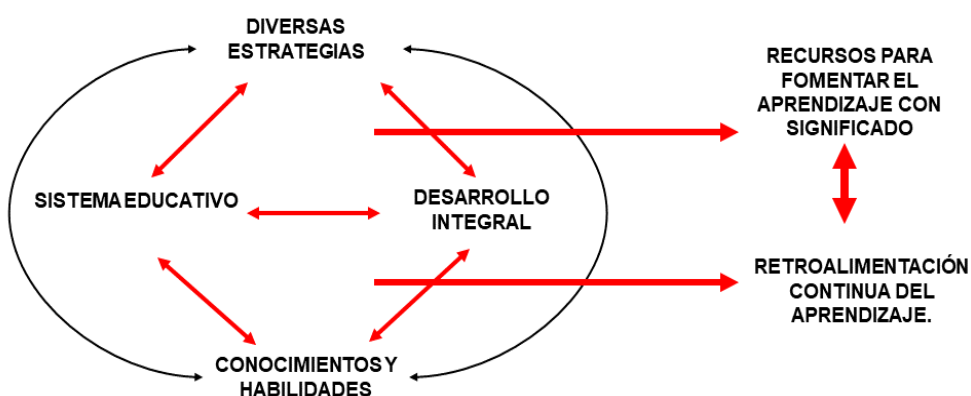 DIVERSAS
ESTRATEGIAS
RECURSOS PARA
FOMENTAR EL
APRENDIZAJE CON
SIGNIFICADO
SISTEMA EDUCATIVO
DESARROLLO
INTEGRAL
RETROALIMENTACIÓN
CONTINUA DEL
APRENDIZAJE.
CONOCIMIENTOS Y
HABILIDADES